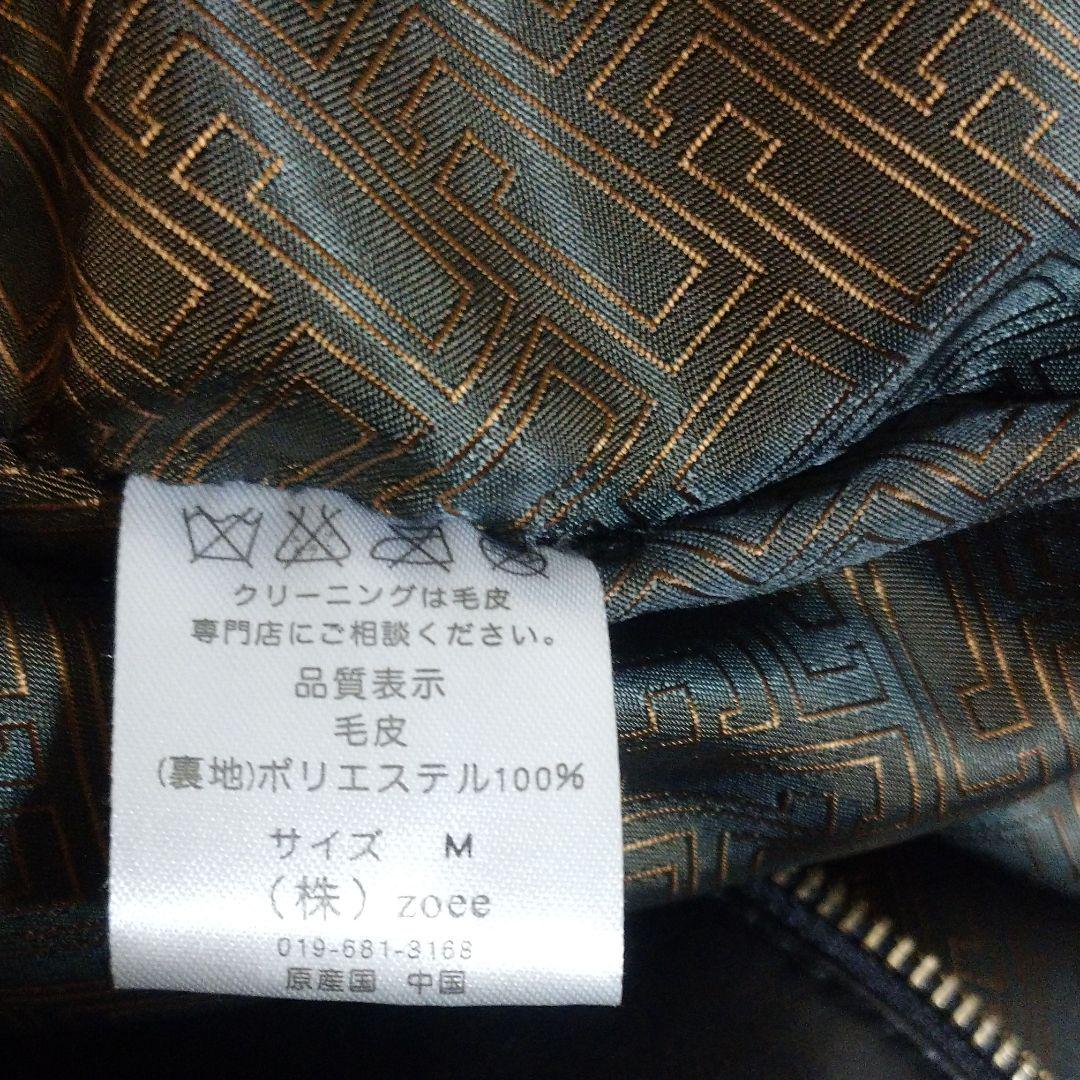 クリーニングは毛皮
専門店にご相談ください。
品質表示
毛皮
(裏地)ポリエステル100%
サイズ M
(株) zoee
019-681-3168
原産国 中国